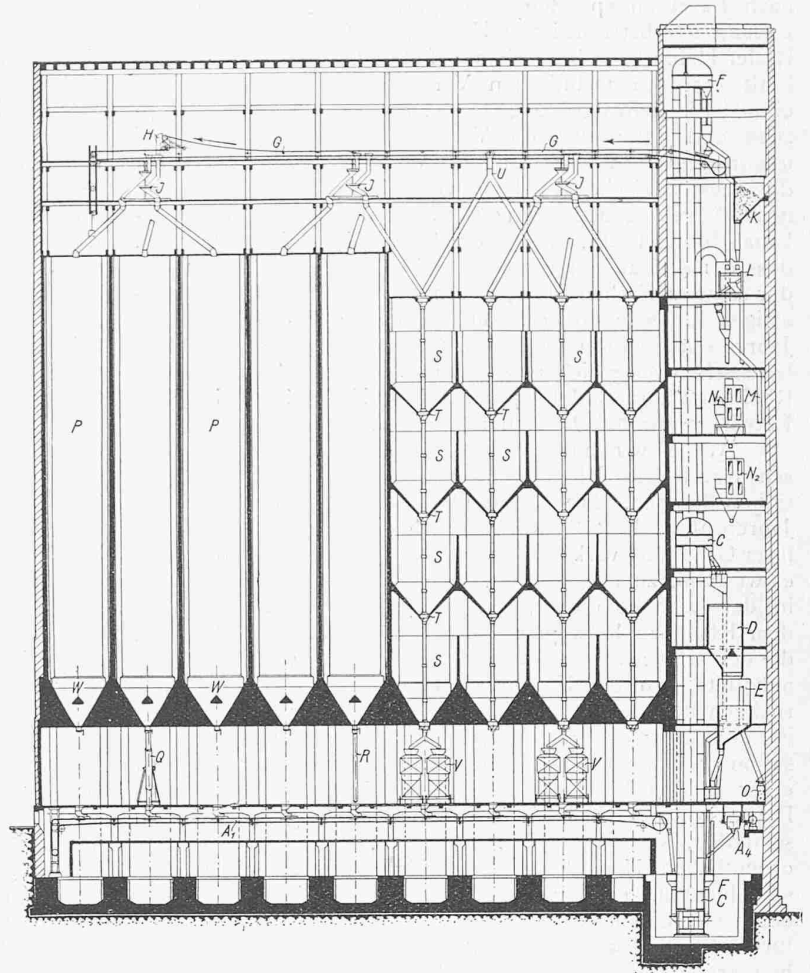 F
H G G
J J U J
K
L
S S
P P N₁ M
T T
S S
N₂
T
C
S
T D
S
W W E
Q R V V O
A₁ A₄
F
C